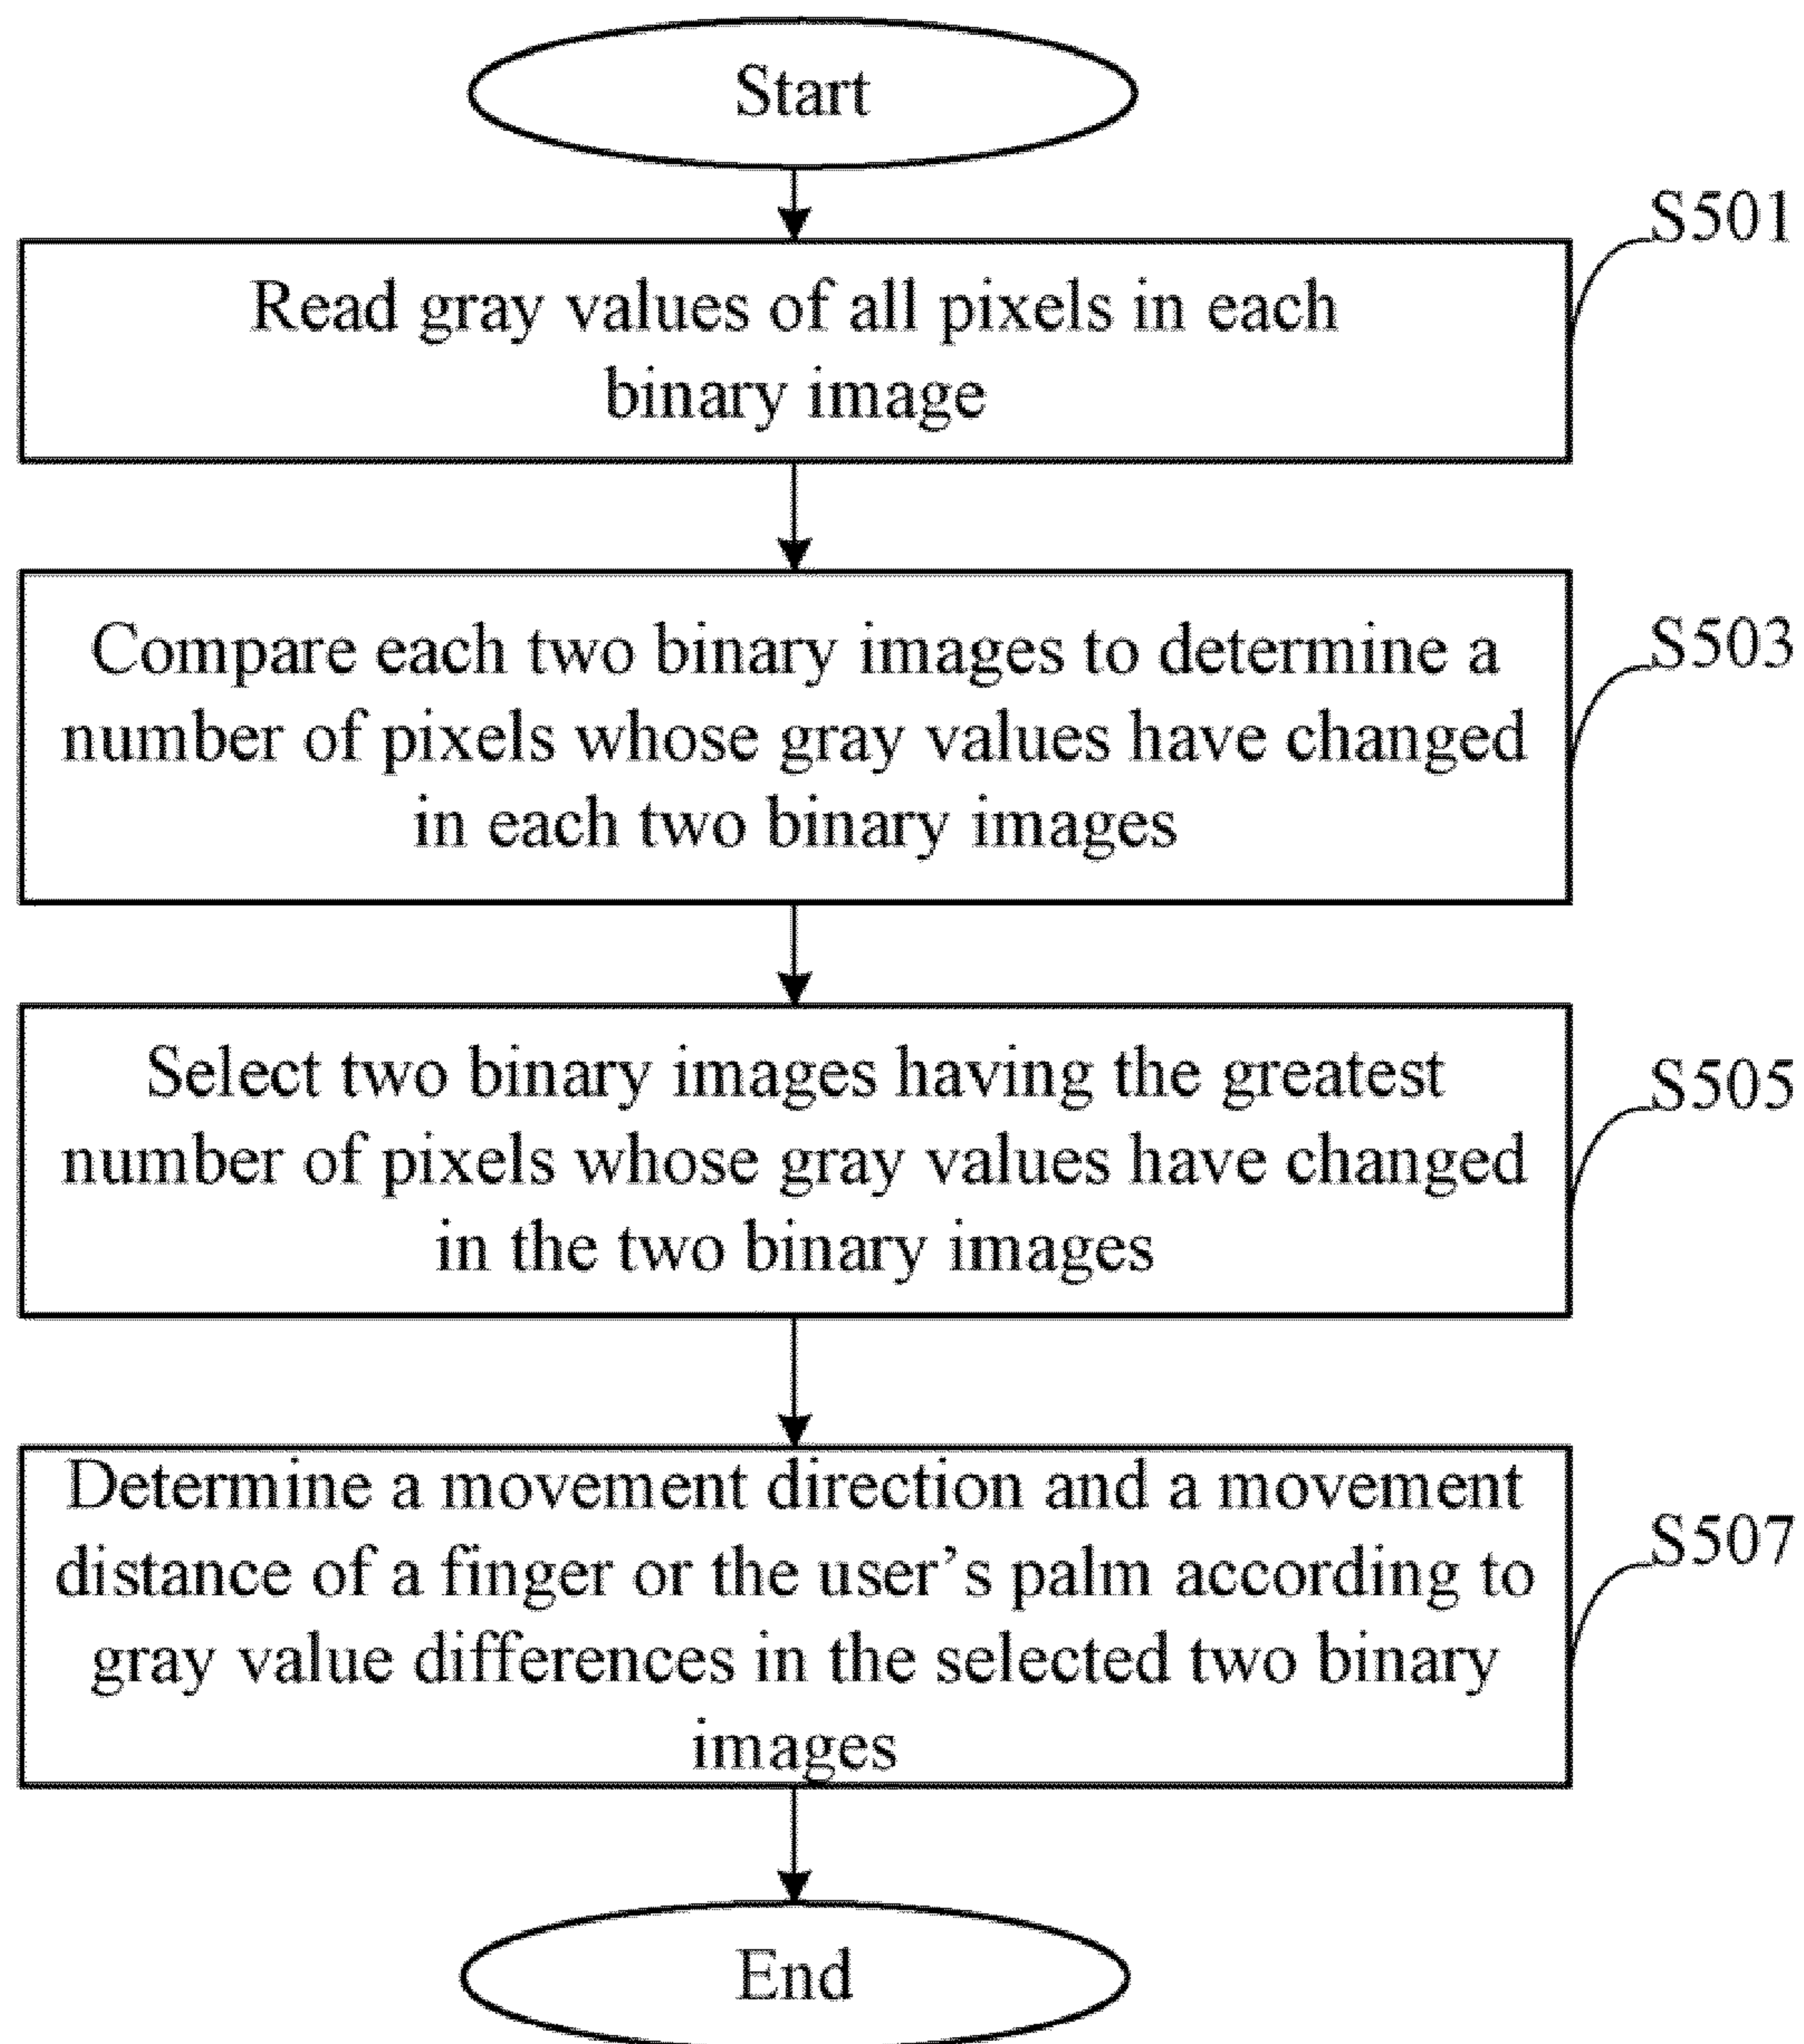 Start
S501
Read gray values of all pixels in each
binary image
S503
Compare each two binary images to determine a
number of pixels whose gray values have changed
in each two binary images
S505
Select two binary images having the greatest
number of pixels whose gray values have changed
in the two binary images
S507
Determine a movement direction and a movement
distance of a finger or the user’s palm according to
gray value differences in the selected two binary
images
End